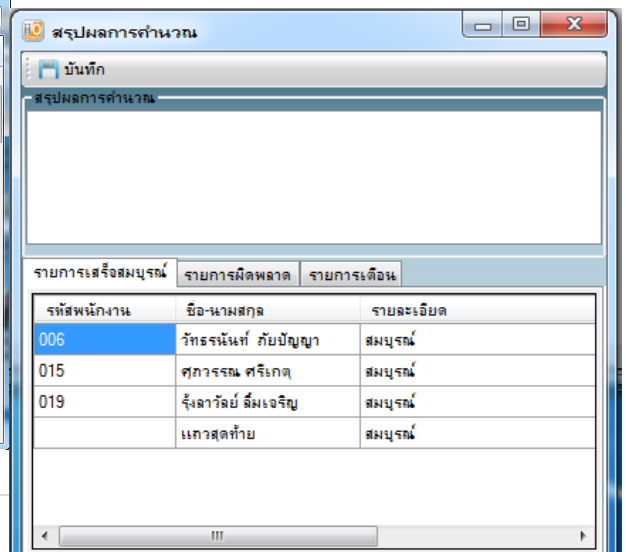 สรุปผลการคำนวณ
บันทึก
สรุปผลการคำนวณ
รายการเสร็จสมบูรณ์ รายการผิดพลาด รายการเตือน
รหัสพนักงาน ชื่อ-นามสกุล รายละเอียด
006 วัทธรนันท์ ภัยปัญญา สมบูรณ์
015 ศุภวรรณ ศรีเกตุ สมบูรณ์
019 รุ้งลาวัลย์ ลิ้มเจริญ สมบูรณ์
แถวสุดท้าย สมบูรณ์